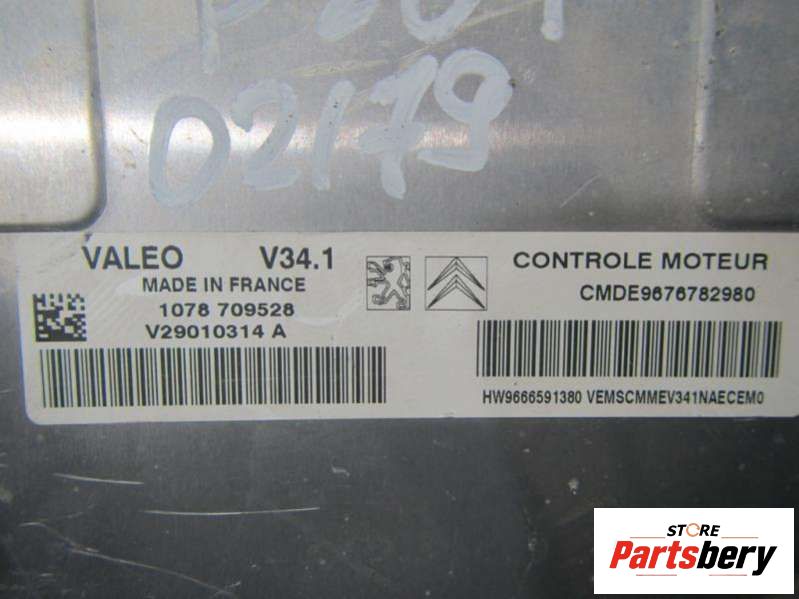 02179
VALEO V34.1
MADE IN FRANCE
1078 709528
V29010314 A
CONTROLE MOTEUR
CMDE9676782980
HW9666591380 VEMSCMMEV341NAECEM0
STORE
Partsbery